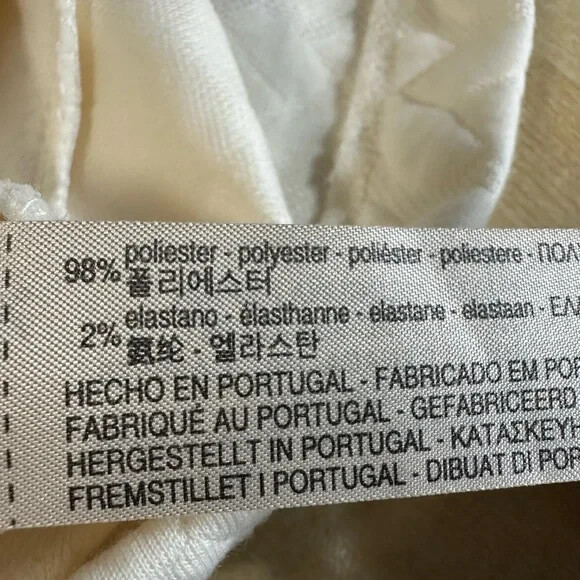 98% poliester - polyester - poliéster - poliestere - ΠΟΛ
폴리에스터
2% elastano - élasthanne - elastane - elastaan - ΕΛ
氨纶 - 엘라스탄
HECHO EN PORTUGAL - FABRICADO EM POR
FABRIQUÉ AU PORTUGAL - GEFABRICEERD
HERGESTELLT IN PORTUGAL - ΚΑΤΑΣΚΕΥΗ
FREMSTILLET I PORTUGAL - DIBUAT DI POR